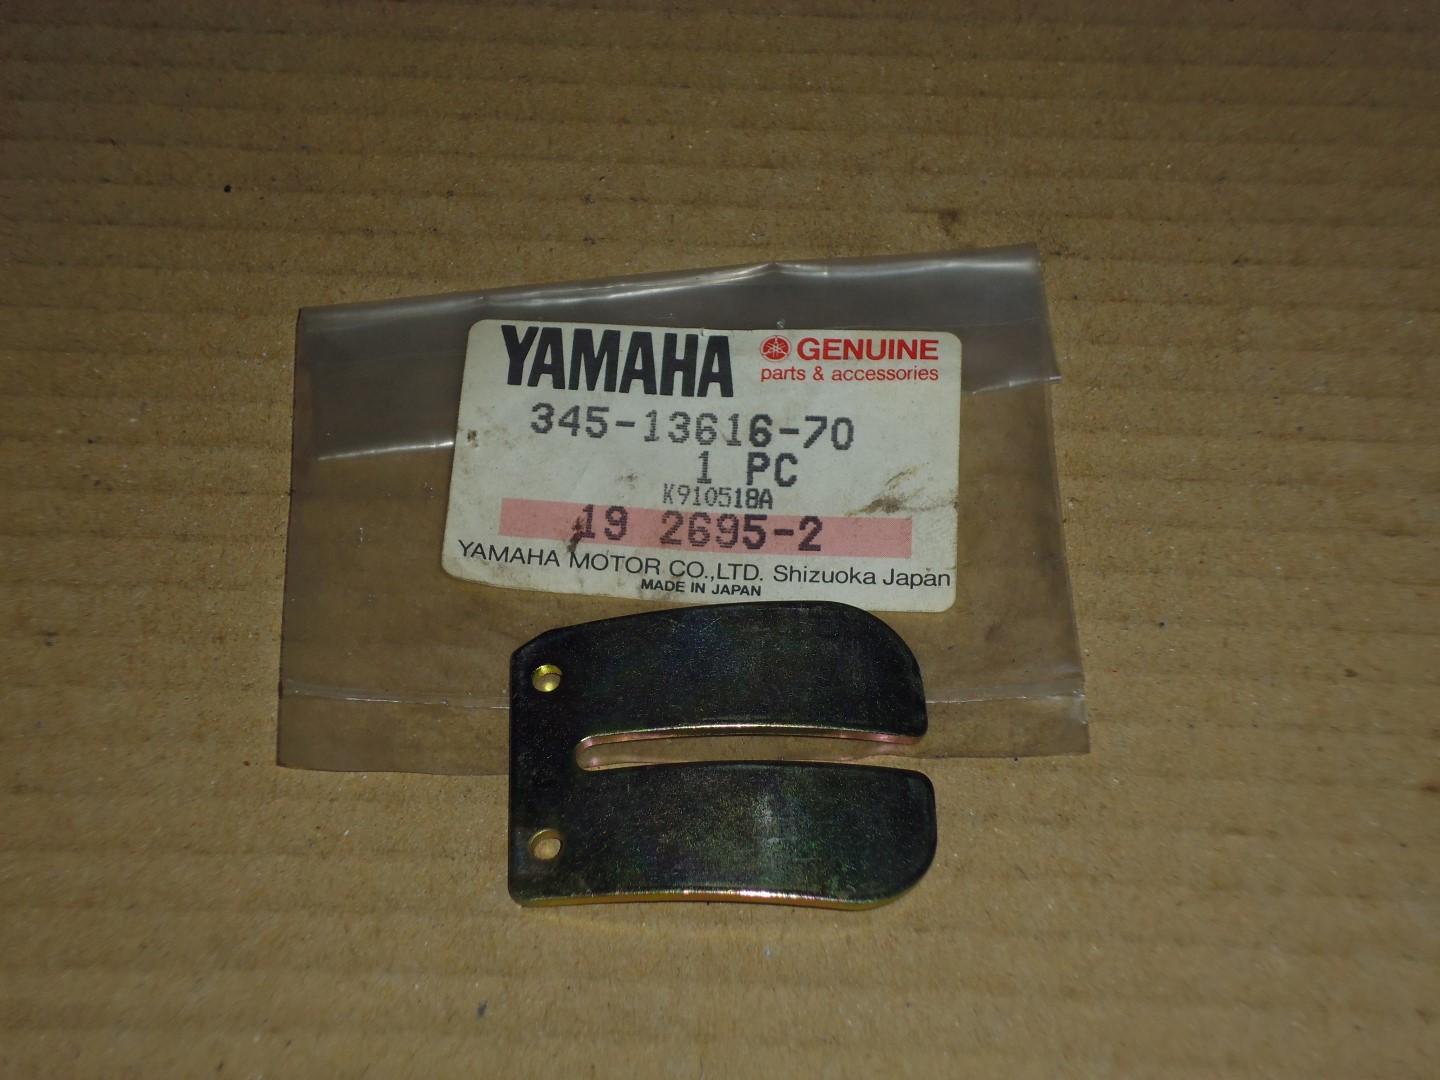 YAMAHA GENUINE
parts & accessories
345-13616-70
1 PC
K910518A
19 2695-2
YAMAHA MOTOR CO.,LTD. Shizuoka Japan
MADE IN JAPAN